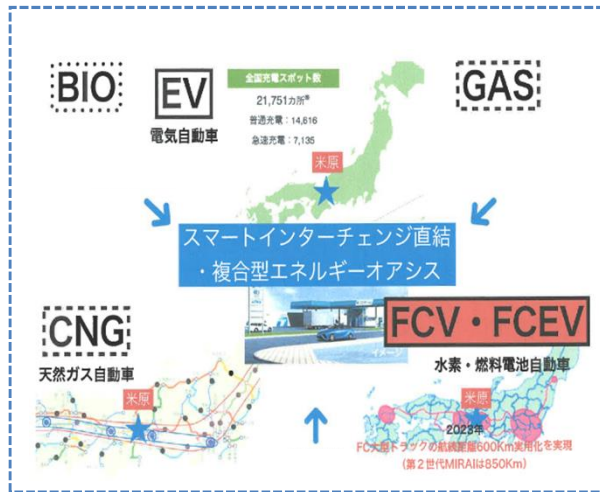 BIO
EV
電気自動車
全国充電スポット数
21,751カ所※
普通充電：14,616
急速充電：7,135
米原
GAS
スマートインターチェンジ直結
・複合型エネルギーオアシス
イメージ
CNG
天然ガス自動車
米原
FCV・FCEV
水素・燃料電池自動車
米原
2023年
FC大型トラックの航続距離600Km実用化を実現
（第２世代MIRAIは850Km）